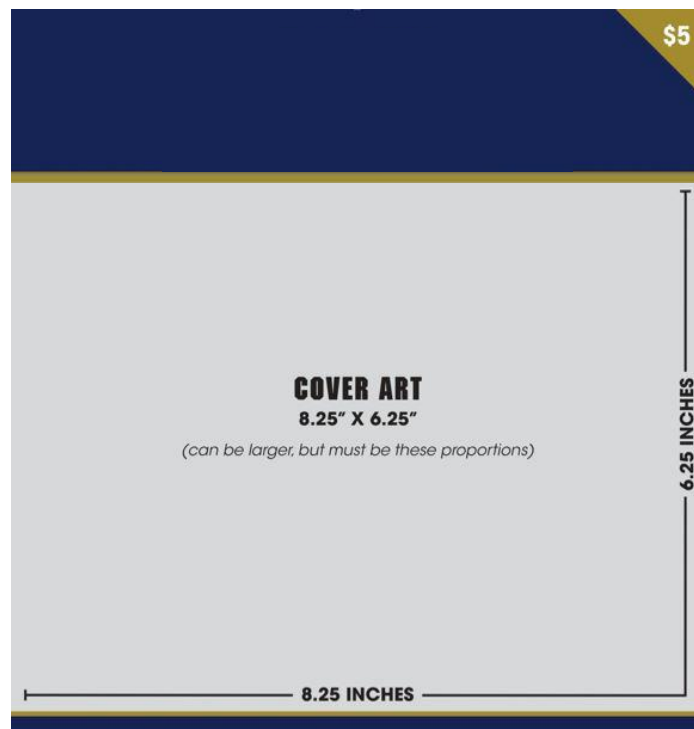 $5
COVER ART
8.25" X 6.25"
(can be larger, but must be these proportions)
6.25 INCHES
8.25 INCHES